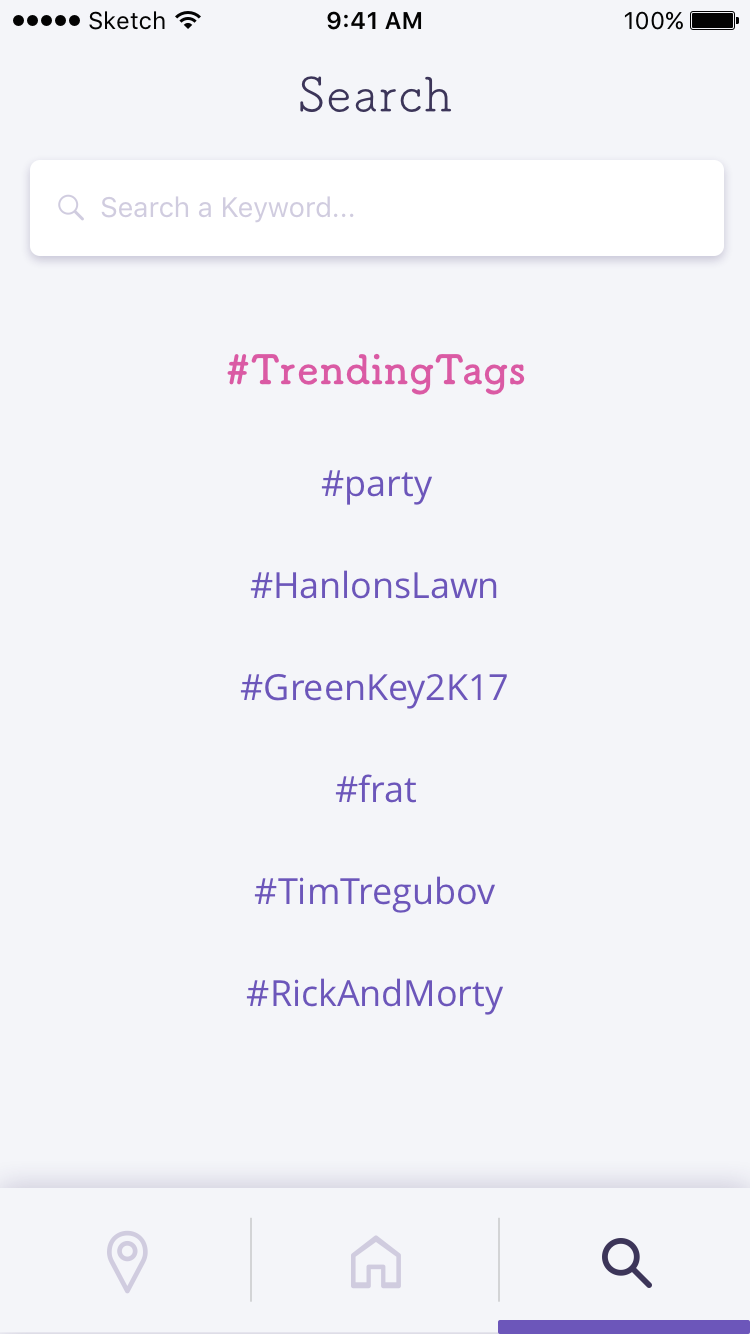 Sketch 9:41 AM 100%
Search
Search a Keyword...
#TrendingTags
#party
#HanlonsLawn
#GreenKey2K17
#frat
#TimTregubov
#RickAndMorty